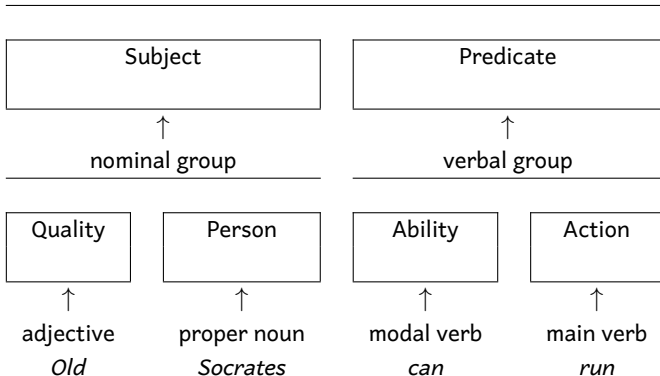 Subject Predicate
nominal group verbal group
Quality Person Ability Action
adjective proper noun modal verb main verb
Old Socrates can run